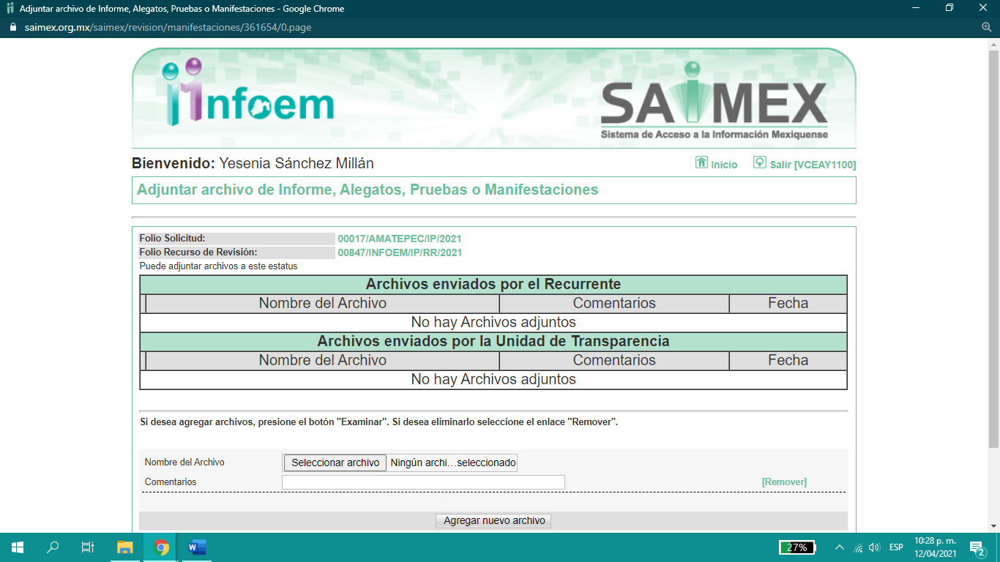 Adjuntar archivo de Informe, Alegatos, Pruebas o Manifestaciones - Google Chrome
saimex.org.mx/saimex/revision/manifestaciones/361654/0.page
infoem
SAIMEX
Sistema de Acceso a la Información Mexiquense
Bienvenido: Yesenia Sánchez Millán
Inicio Salir [VCEAY1100]
Adjuntar archivo de Informe, Alegatos, Pruebas o Manifestaciones
Folio Solicitud: 00017/AMATEPEC/IP/2021
Folio Recurso de Revisión: 00847/INFOEM/IP/RR/2021
Puede adjuntar archivos a este estatus
Archivos enviados por el Recurrente
Nombre del Archivo Comentarios Fecha
No hay Archivos adjuntos
Archivos enviados por la Unidad de Transparencia
Nombre del Archivo Comentarios Fecha
No hay Archivos adjuntos
Si desea agregar archivos, presione el botón "Examinar". Si desea eliminarlo seleccione el enlace "Remover".
Nombre del Archivo Seleccionar archivo Ningún archi...seleccionado
Comentarios [Remover]
Agregar nuevo archivo
27% ESP 10:28 p. m.
12/04/2021 2